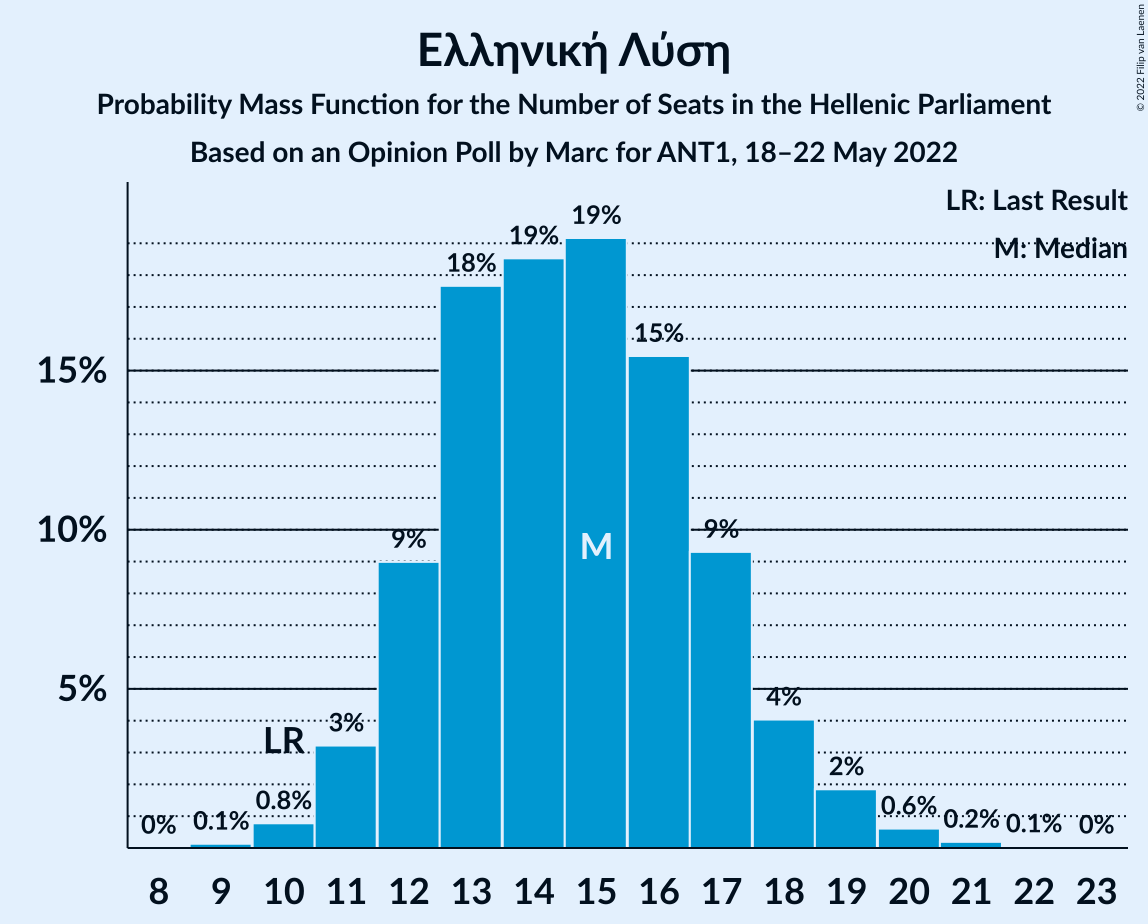 Ελληνική Λύση
Probability Mass Function for the Number of Seats in the Hellenic Parliament
Based on an Opinion Poll by Marc for ANT1, 18–22 May 2022
© 2022 Filip van Laenen
LR: Last Result
M: Median
15%
10%
5%
0% 0.1% 0.8% 3% 9% 18% 19% 19% 15% 9% 4% 2% 0.6% 0.2% 0.1% 0%
LR
M
8 9 10 11 12 13 14 15 16 17 18 19 20 21 22 23